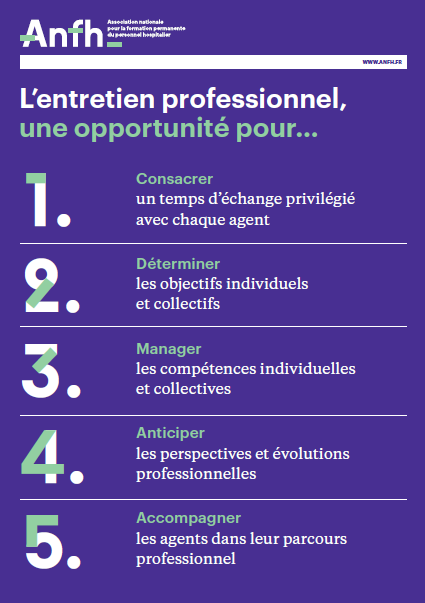 Anfh
Association nationale
pour la formation permanente
du personnel hospitalier
WWW.ANFH.FR
L’entretien professionnel,
une opportunité pour...
1.
Consacrer
un temps d’échange privilégié
avec chaque agent
2.
Déterminer
les objectifs individuels
et collectifs
3.
Manager
les compétences individuelles
et collectives
4.
Anticiper
les perspectives et évolutions
professionnelles
5.
Accompagner
les agents dans leur parcours
professionnel